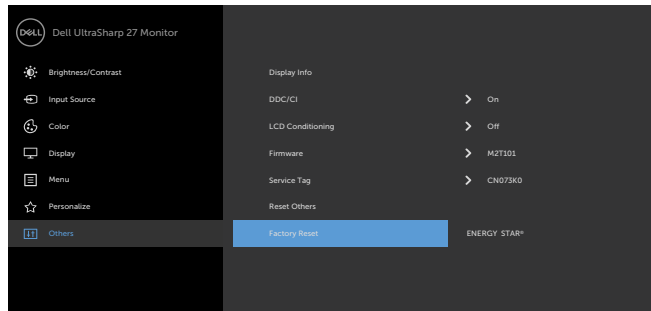 DELL Dell UltraSharp 27 Monitor
Brightness/Contrast
Input Source
Color
Display
Menu
Personalize
Others
Display Info
DDC/CI On
LCD Conditioning Off
Firmware M2T101
Service Tag CN073K0
Reset Others
Factory Reset ENERGY STAR®